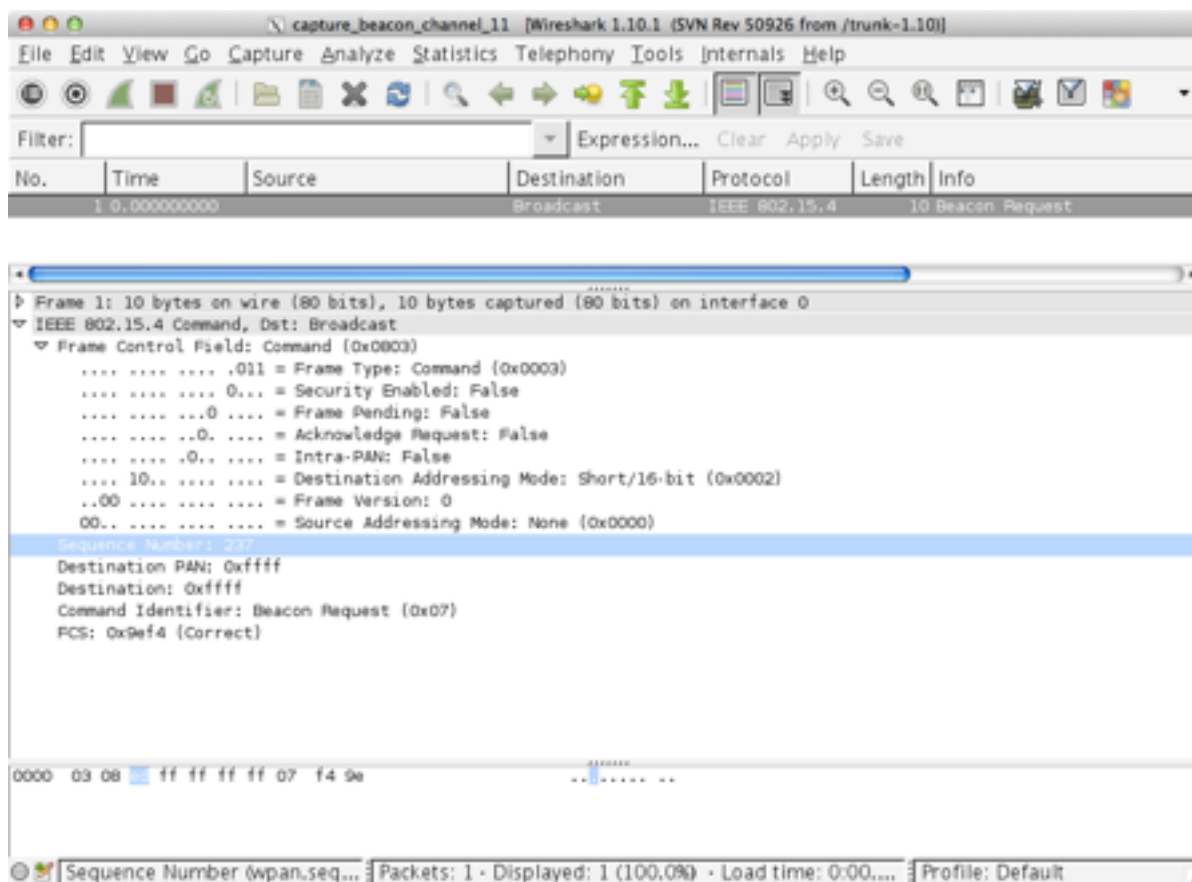 capture_beacon_channel_11 [Wireshark 1.10.1 (SVN Rev 50926 from /trunk-1.10)]
File Edit View Go Capture Analyze Statistics Telephony Tools Internals Help
Filter: Expression... Clear Apply Save
No. Time Source Destination Protocol Length Info
1 0.000000000 Broadcast IEEE 802.15.4 10 Beacon Request
Frame 1: 10 bytes on wire (80 bits), 10 bytes captured (80 bits) on interface 0
IEEE 802.15.4 Command, Dst: Broadcast
Frame Control Field: Command (0x0803)
.... .... .... .011 = Frame Type: Command (0x0003)
.... .... .... 0... = Security Enabled: False
.... .... ...0 .... = Frame Pending: False
.... .... ..0. .... = Acknowledge Request: False
.... .... .0.. .... = Intra-PAN: False
.... 10.. .... .... = Destination Addressing Mode: Short/16-bit (0x0002)
..00 .... .... .... = Frame Version: 0
00.. .... .... .... = Source Addressing Mode: None (0x0000)
Sequence Number: 237
Destination PAN: 0xffff
Destination: 0xffff
Command Identifier: Beacon Request (0x07)
FCS: 0x9ef4 (Correct)
0000 03 08 ff ff ff ff 07 f4 9e ........ ..
Sequence Number (wpan.seq... Packets: 1 · Displayed: 1 (100,0%) · Load time: 0:00.... Profile: Default